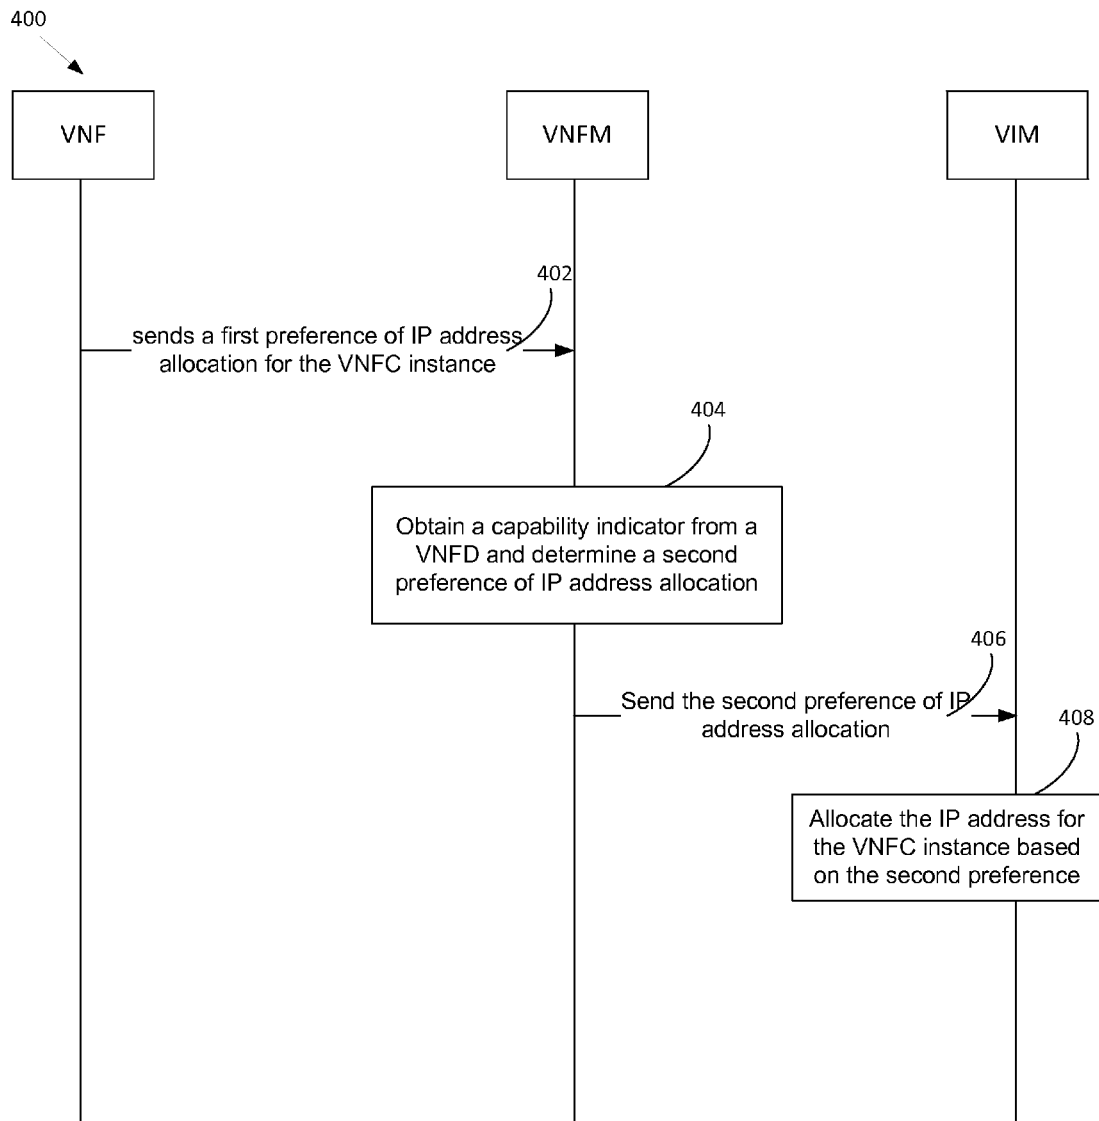 400
VNF
VNFM
VIM
402
sends a first preference of IP address
allocation for the VNFC instance
404
Obtain a capability indicator from a
VNFD and determine a second
preference of IP address allocation
406
Send the second preference of IP
address allocation
408
Allocate the IP address for
the VNFC instance based
on the second preference